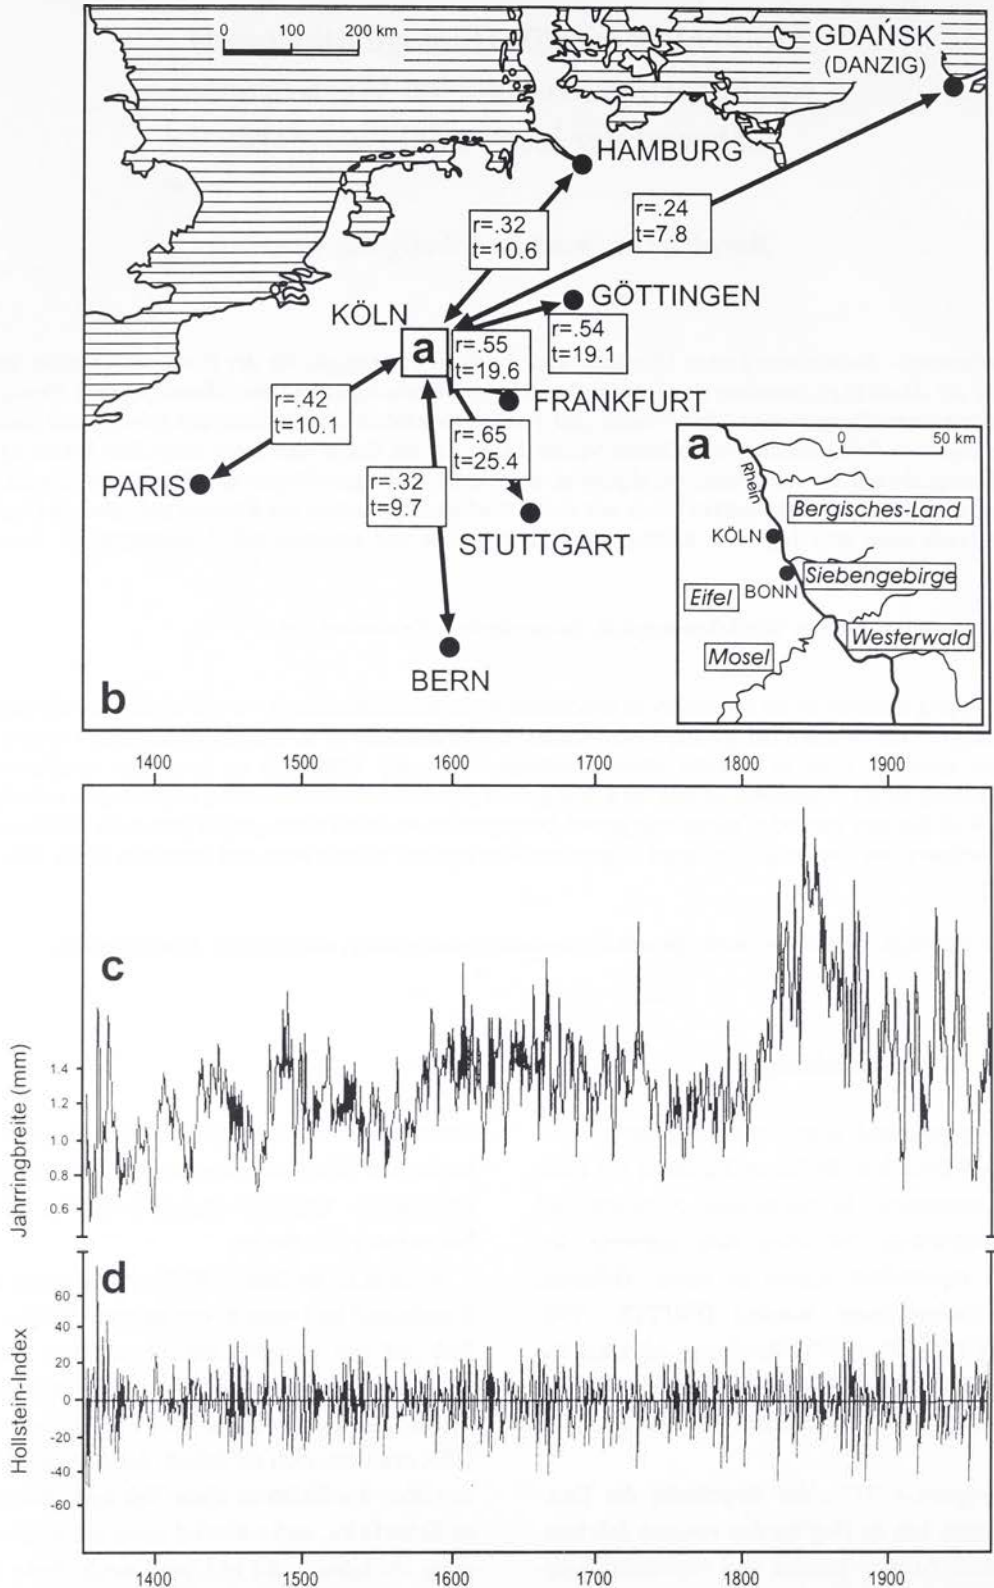 0 100 200 km
GDAŃSK
(DANZIG)
HAMBURG
r=.24
t=7.8
r=.32
t=10.6
GÖTTINGEN
KÖLN
a
r=.55
t=19.6
r=.54
t=19.1
FRANKFURT
r=.42
t=10.1
r=.65
t=25.4
PARIS
r=.32
t=9.7
STUTTGART
BERN
b
a
0 50 km
Rhein
Bergisches-Land
KÖLN
Siebengebirge
BONN
Eifel
Westerwald
Mosel
1400 1500 1600 1700 1800 1900
c
Jahrringbreite (mm)
1.4
1.2
1.0
0.8
0.6
d
Hollstein-Index
60
40
20
0
-20
-40
-60
1400 1500 1600 1700 1800 1900